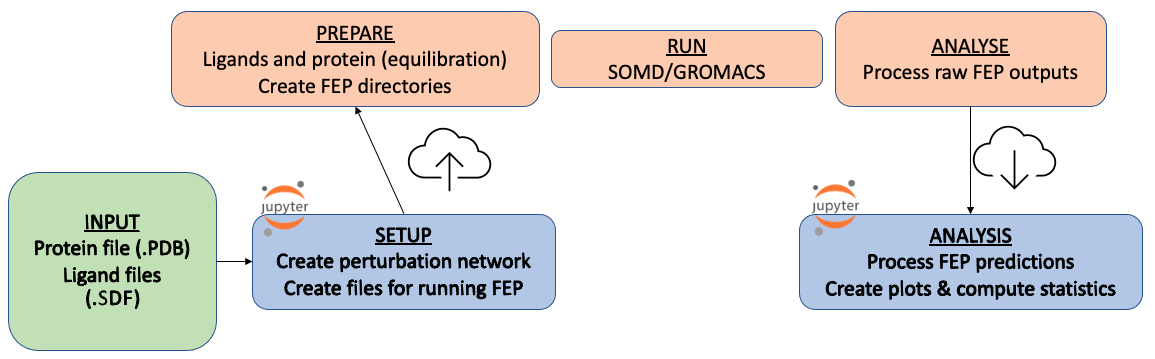 PREPARE
Ligands and protein (equilibration)
Create FEP directories
RUN
SOMD/GROMACS
ANALYSE
Process raw FEP outputs
INPUT
Protein file (.PDB)
Ligand files
(.SDF)
jupyter
SETUP
Create perturbation network
Create files for running FEP
jupyter
ANALYSIS
Process FEP predictions
Create plots & compute statistics